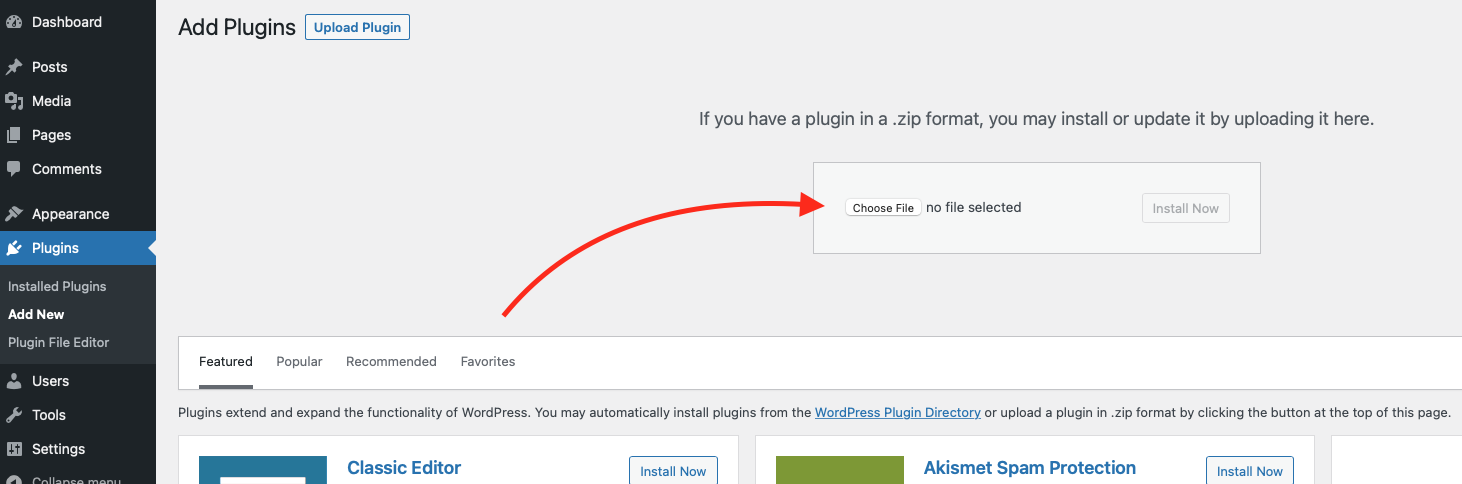 Dashboard
Posts
Media
Pages
Comments
Appearance
Plugins
Installed Plugins
Add New
Plugin File Editor
Users
Tools
Settings
Collapse menu
Add Plugins
Upload Plugin
If you have a plugin in a .zip format, you may install or update it by uploading it here.
Choose File no file selected
Install Now
Featured Popular Recommended Favorites
Plugins extend and expand the functionality of WordPress. You may automatically install plugins from the WordPress Plugin Directory or upload a plugin in .zip format by clicking the button at the top of this page.
Classic Editor
Install Now
Akismet Spam Protection
Install Now